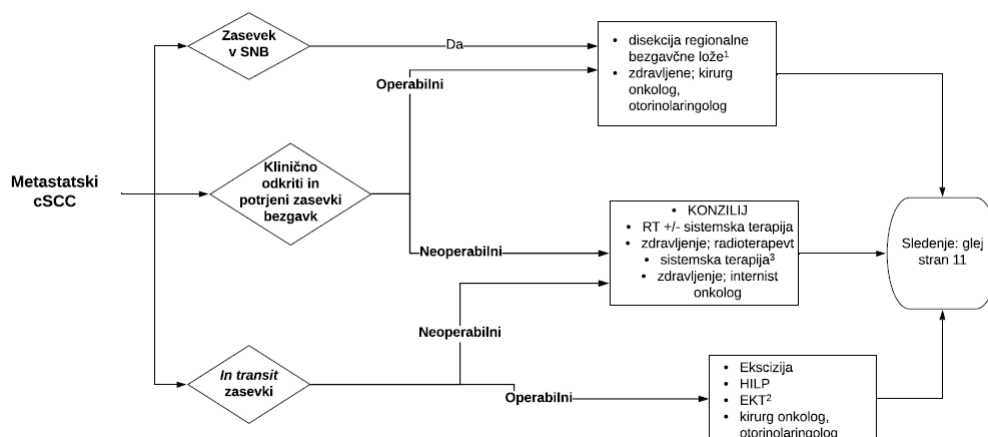 Zasevek
v SNB
Da
• disekcija regionalne
bezgavčne lože¹
• zdravljene; kirurg
onkolog,
otorinolaringolog
Operabilni
Metastatski
cSCC
Klinično
odkriti in
potrjeni zasevki
bezgavk
Neoperabilni
• KONZILIJ
• RT +/- sistemska terapija
• zdravljenje; radioterapevt
• sistemska terapija³
• zdravljenje; internist
onkolog
Sledenje: glej
stran 11
Neoperabilni
In transit
zasevki
Operabilni
• Ekscizija
• HILP
• EKT²
• kirurg onkolog,
otorinolaringolog